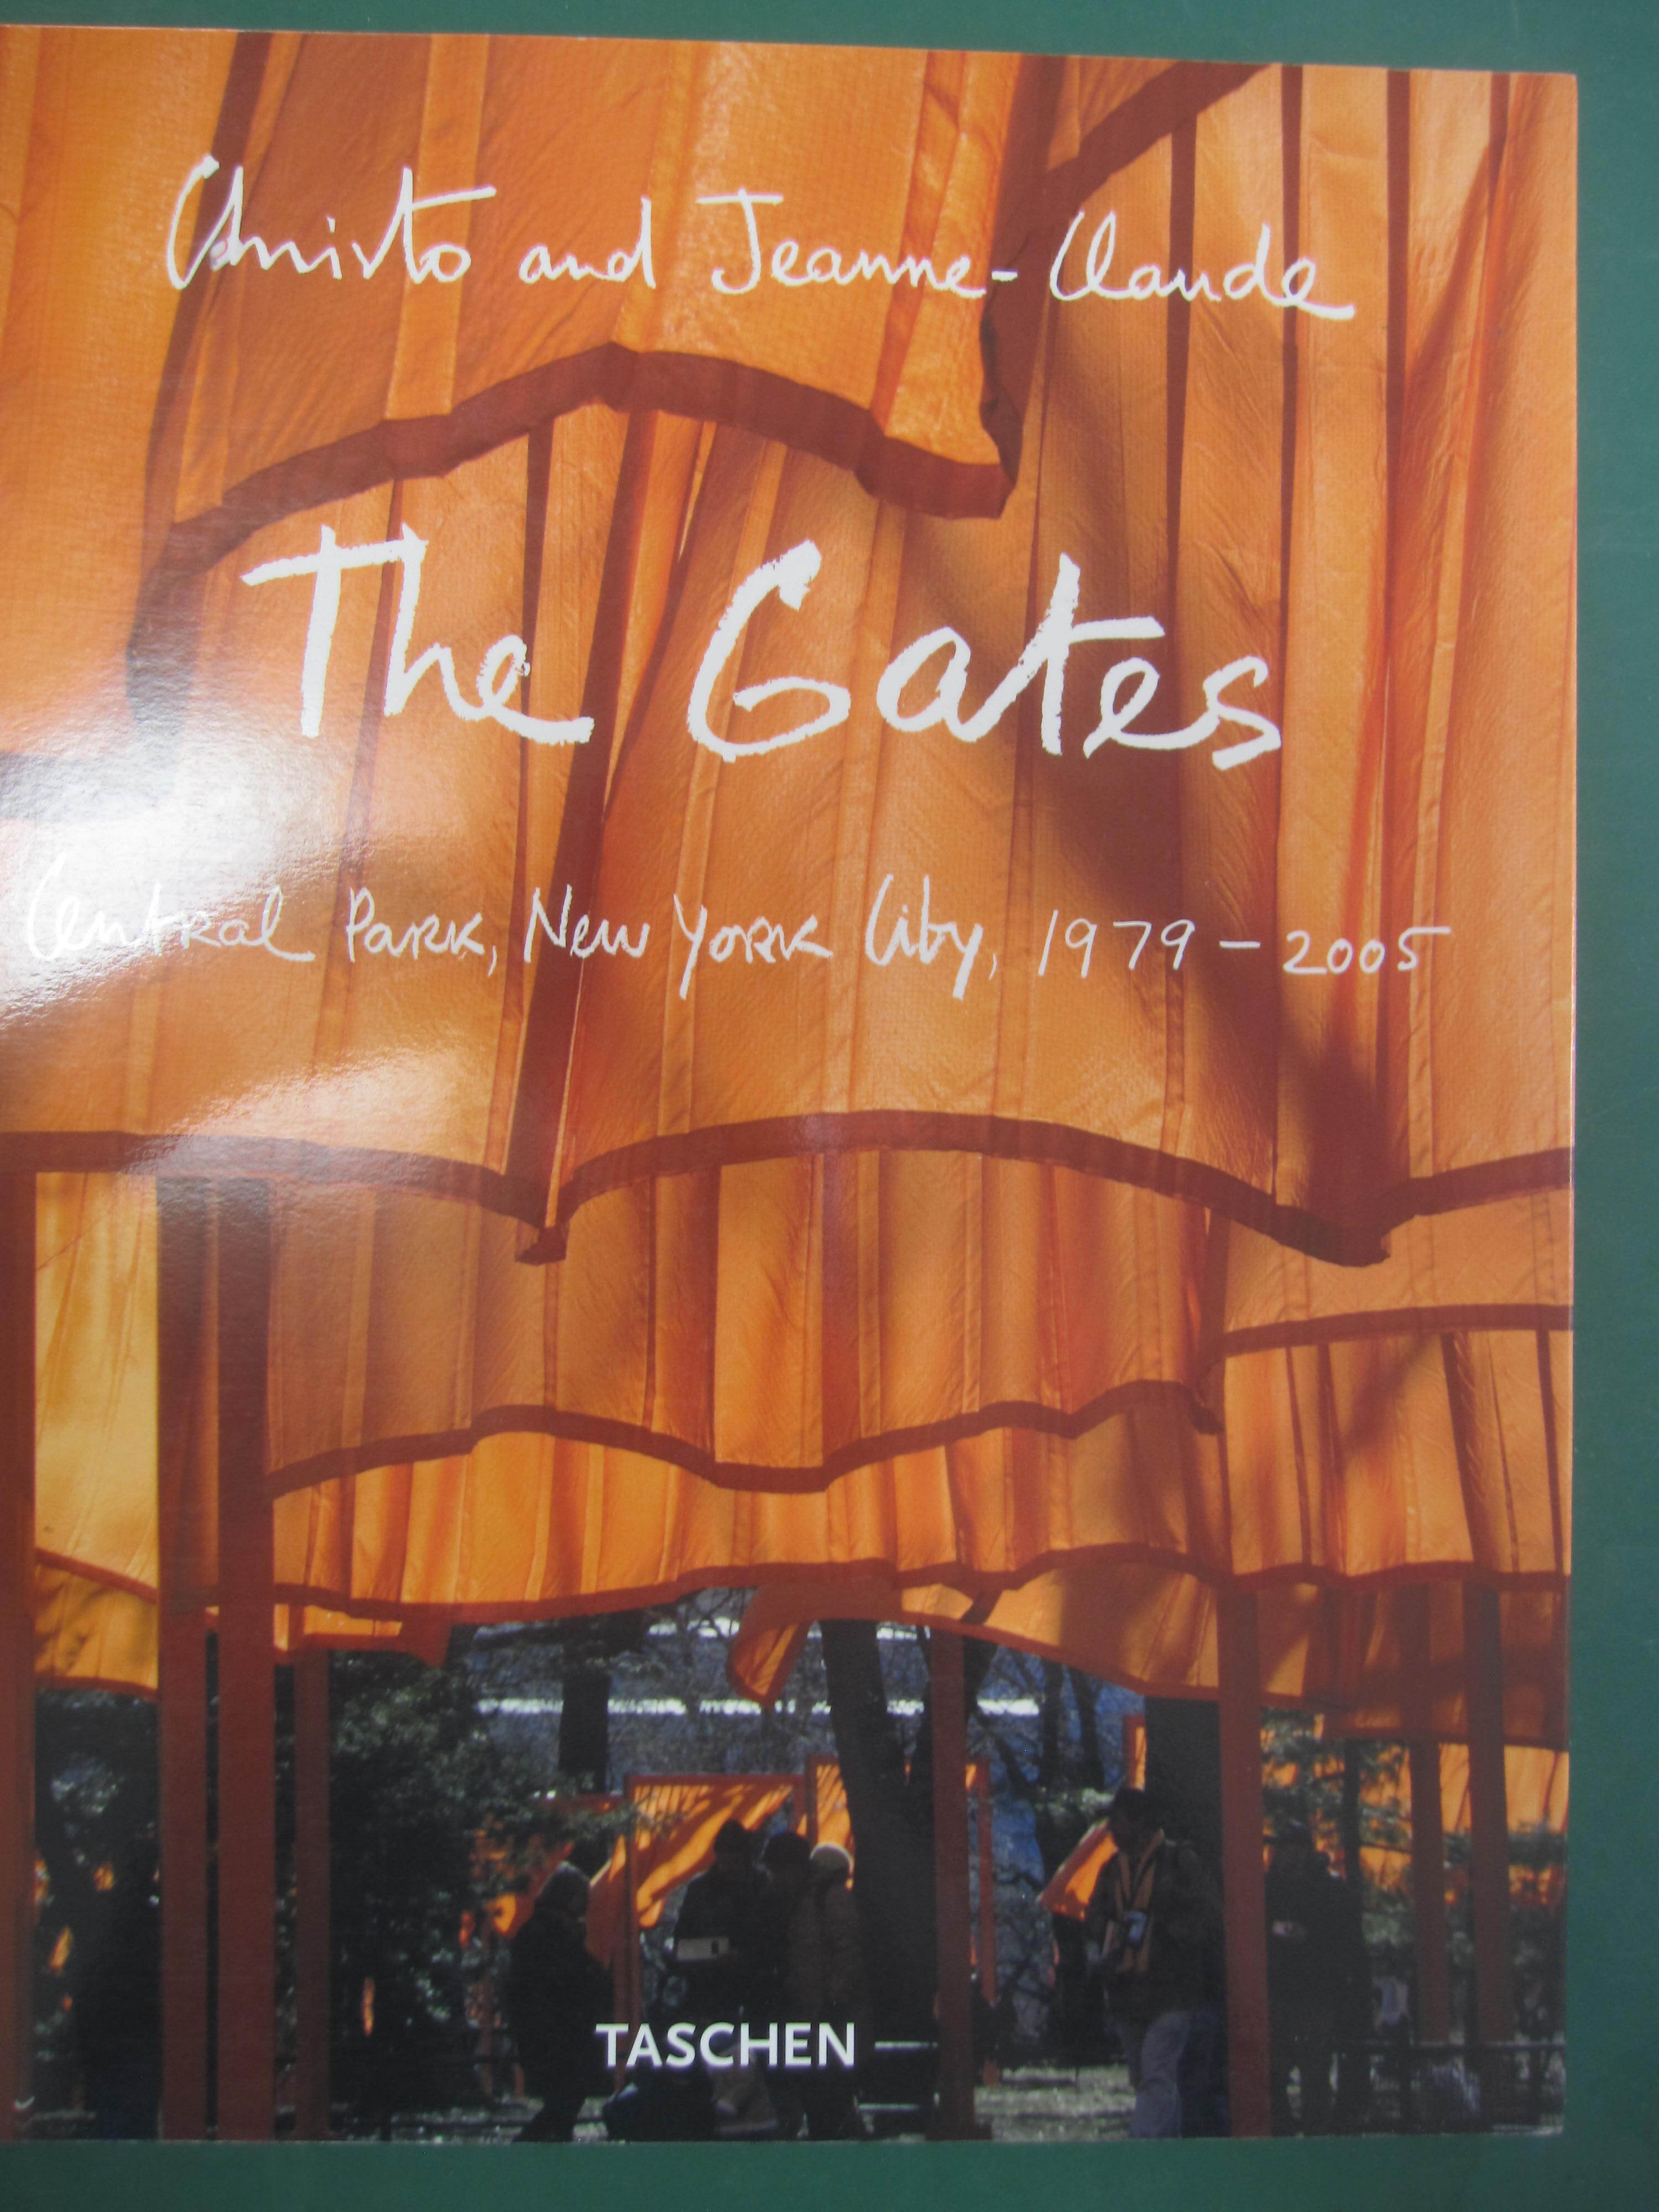 Christo and Jeanne-Claude
The Gates
Central Park, New York City, 1979-2005
TASCHEN